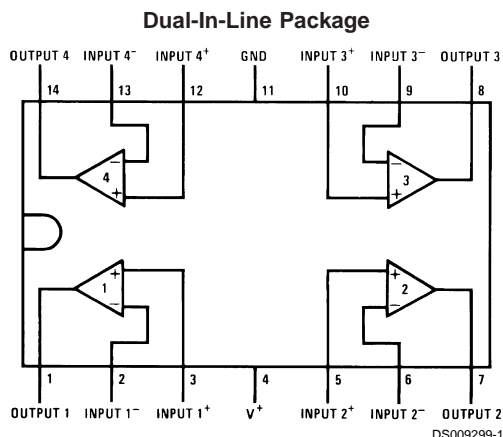 Dual-In-Line Package
OUTPUT 4 INPUT 4⁻ INPUT 4⁺ GND INPUT 3⁺ INPUT 3⁻ OUTPUT 3
14 13 12 11 10 9 8
− −
4 3
+ +
+ +
1 2
− −
1 2 3 4 5 6 7
OUTPUT 1 INPUT 1⁻ INPUT 1⁺ V⁺ INPUT 2⁺ INPUT 2⁻ OUTPUT 2
DS009299-1